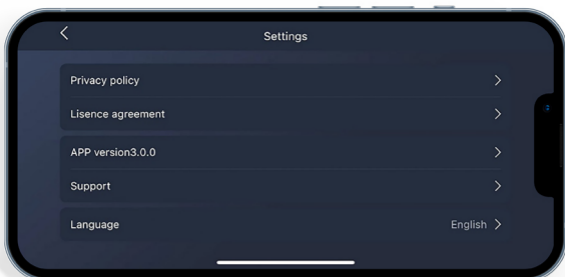 Settings
Privacy policy
Lisence agreement
APP version3.0.0
Support
Language English